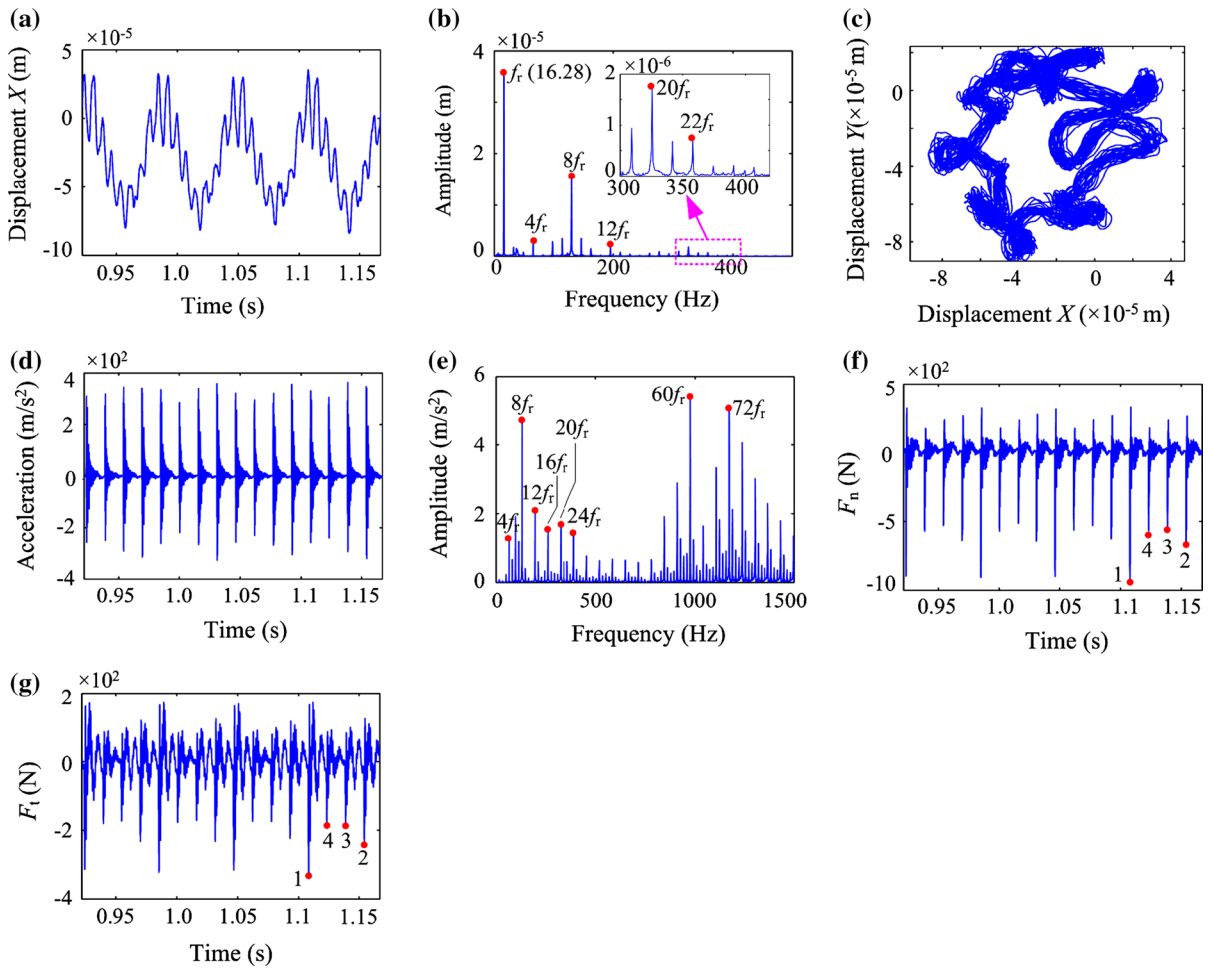 (a)
×10⁻⁵
Displacement X (m)
5
0
-5
-10
0.95 1.0 1.05 1.1 1.15
Time (s)
(b)
×10⁻⁵
Amplitude (m)
4
3
2
1
0
fr (16.28)
4fr
8fr
12fr
0 200 400
Frequency (Hz)
×10⁻⁶
2
1
0
20fr
22fr
300 350 400
(c)
Displacement Y (×10⁻⁵ m)
0
-4
-8
-8 -4 0 4
Displacement X (×10⁻⁵ m)
(d)
×10²
Acceleration (m/s²)
4
2
0
-2
-4
0.95 1.0 1.05 1.1 1.15
Time (s)
(e)
Amplitude (m/s²)
6
4
2
0
4fr
8fr
12fr
16fr
20fr
24fr
60fr
72fr
0 500 1000 1500
Frequency (Hz)
(f)
×10²
Fn (N)
5
0
-5
-10
1
4
3
2
0.95 1.0 1.05 1.1 1.15
Time (s)
(g)
×10²
Ft (N)
2
0
-2
-4
1
4
3
2
0.95 1.0 1.05 1.1 1.15
Time (s)